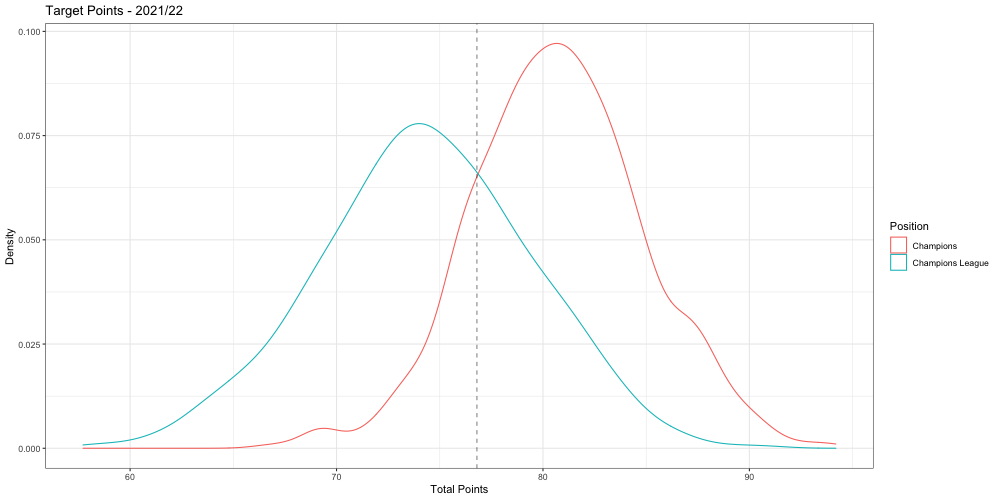 Target Points - 2021/22
0.100
0.075
0.050
0.025
0.000
Density
60 70 80 90
Total Points
Position
Champions
Champions League